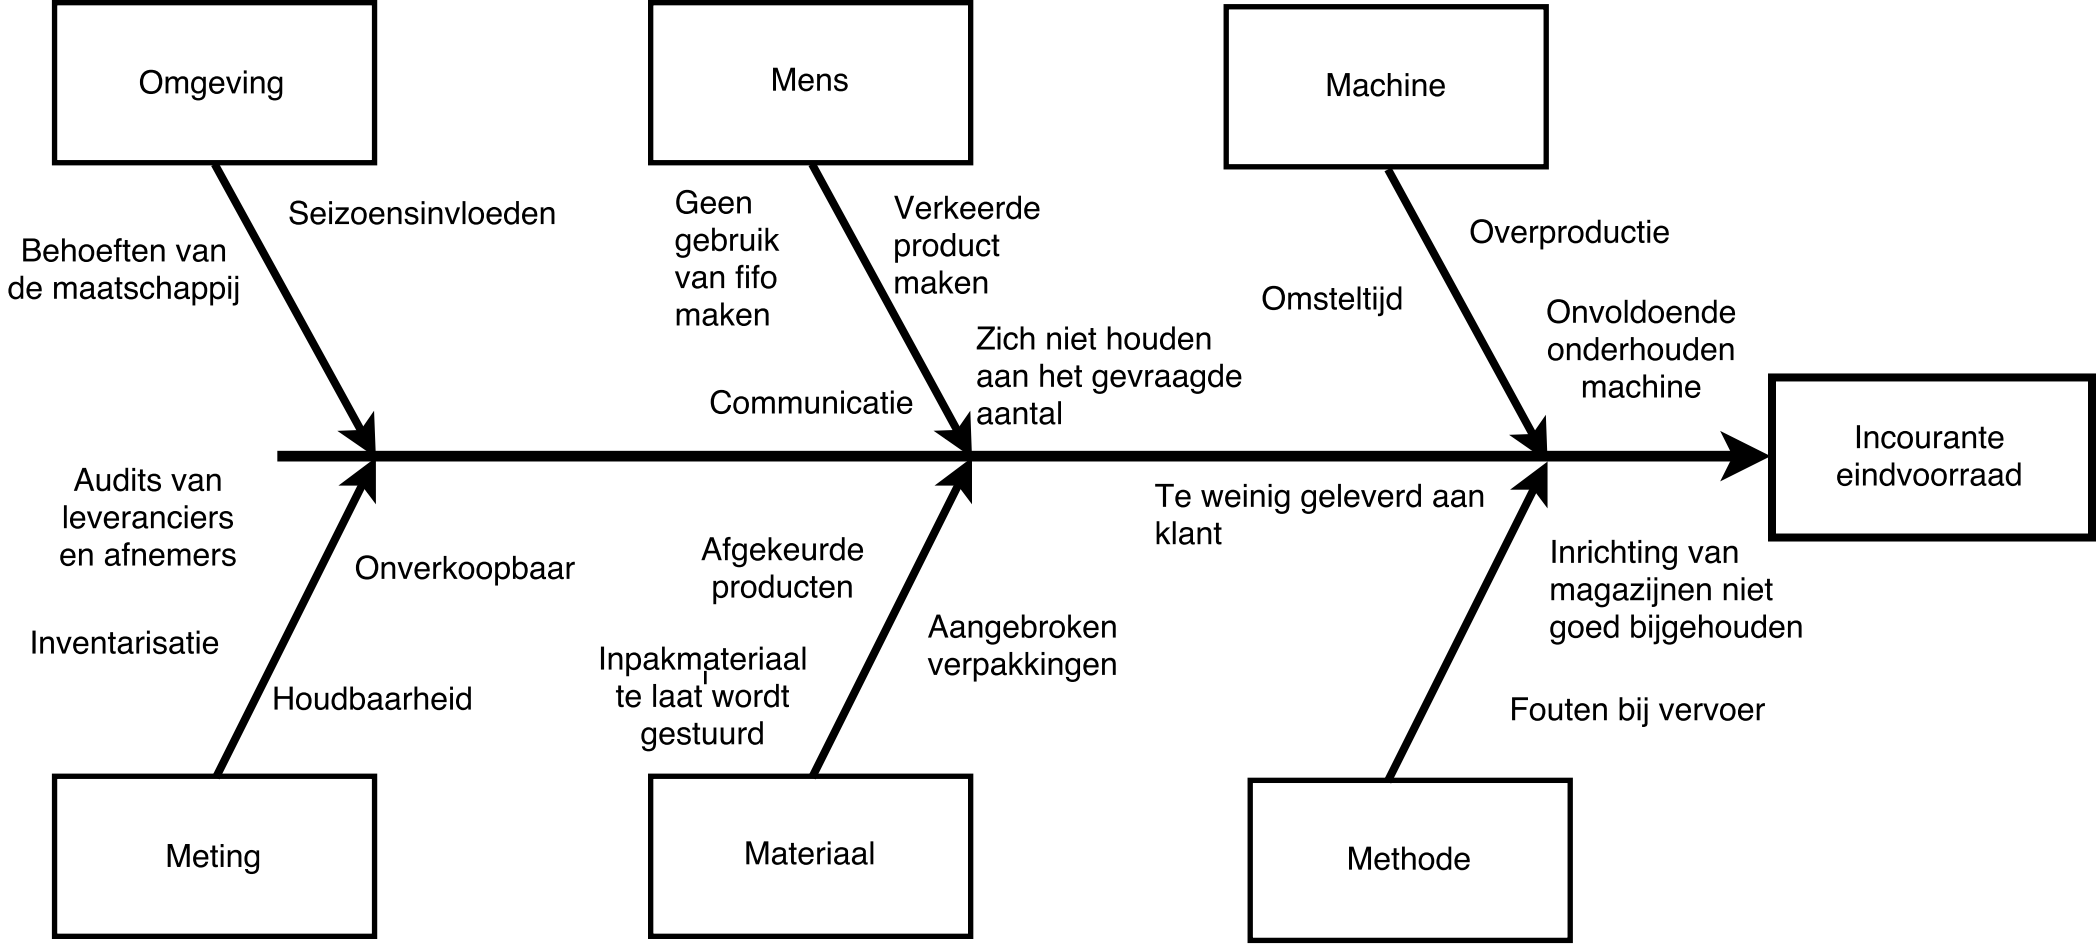 Omgeving
Mens
Machine
Seizoensinvloeden
Behoeften van
de maatschappij
Geen
gebruik
van fifo
maken
Verkeerde
product
maken
Communicatie
Zich niet houden
aan het gevraagde
aantal
Overproductie
Omsteltijd
Onvoldoende
onderhouden
machine
Incourante
eindvoorraad
Audits van
leveranciers
en afnemers
Onverkoopbaar
Inventarisatie
Houdbaarheid
Afgekeurde
producten
Inpakmateriaal
te laat wordt
gestuurd
Aangebroken
verpakkingen
Te weinig geleverd aan
klant
Inrichting van
magazijnen niet
goed bijgehouden
Fouten bij vervoer
Meting
Materiaal
Methode